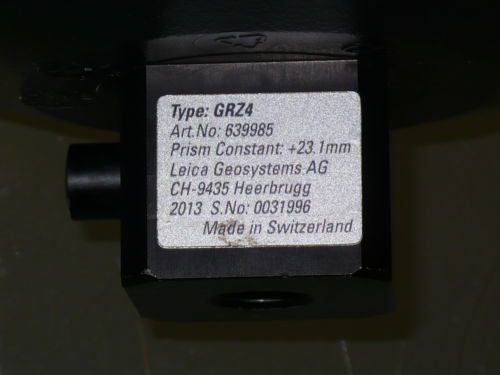 Type: GRZ4
Art.No: 639985
Prism Constant: +23.1mm
Leica Geosystems AG
CH-9435 Heerbrugg
2013 S.No: 0031996
Made in Switzerland